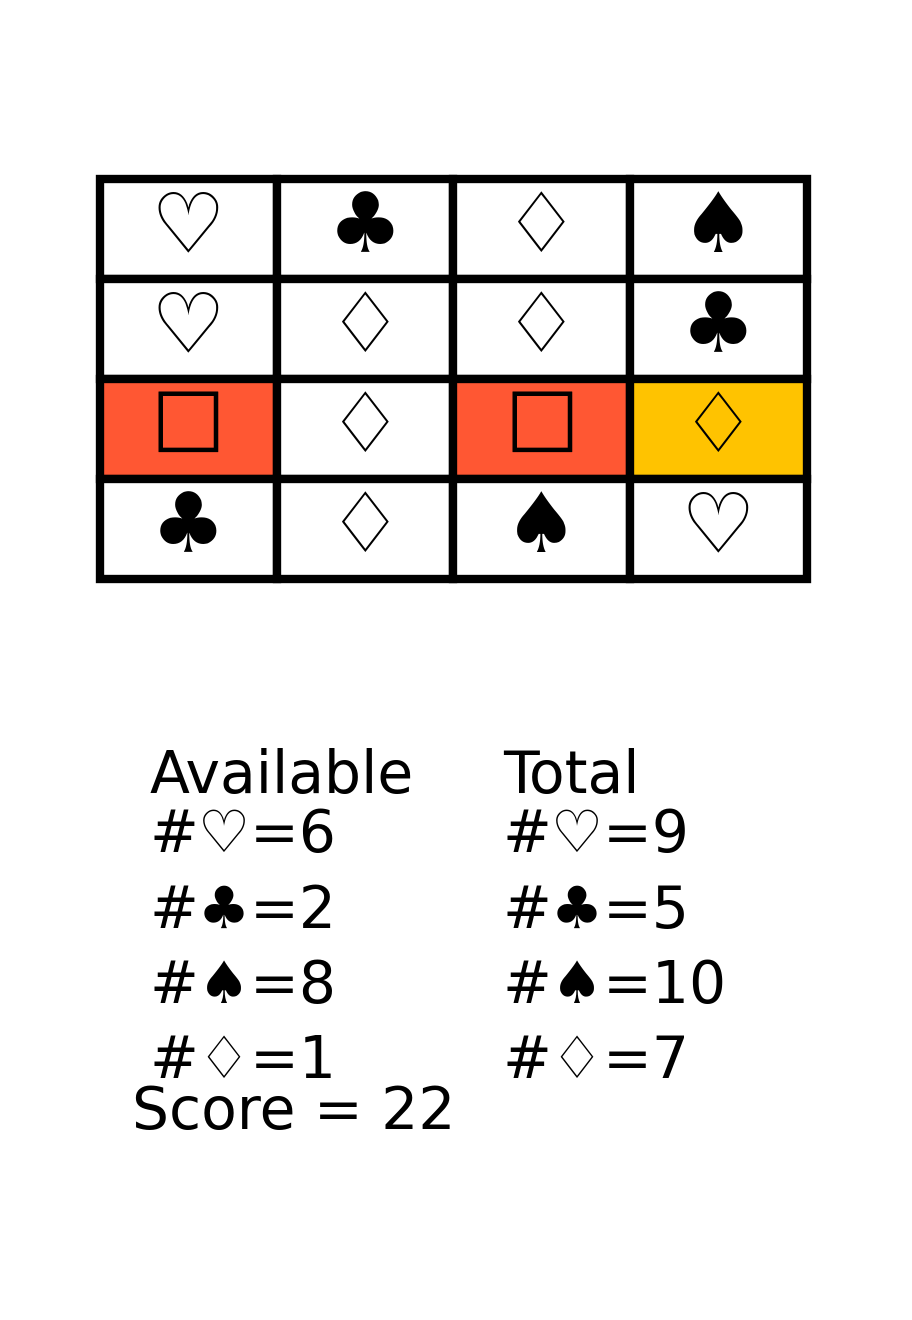 ♡ ♣ ♢ ♠
♡ ♢ ♢ ♣
□ ♢ □ ♢
♣ ♢ ♠ ♡
Available Total
#♡=6 #♡=9
#♣=2 #♣=5
#♠=8 #♠=10
#♢=1 #♢=7
Score = 22